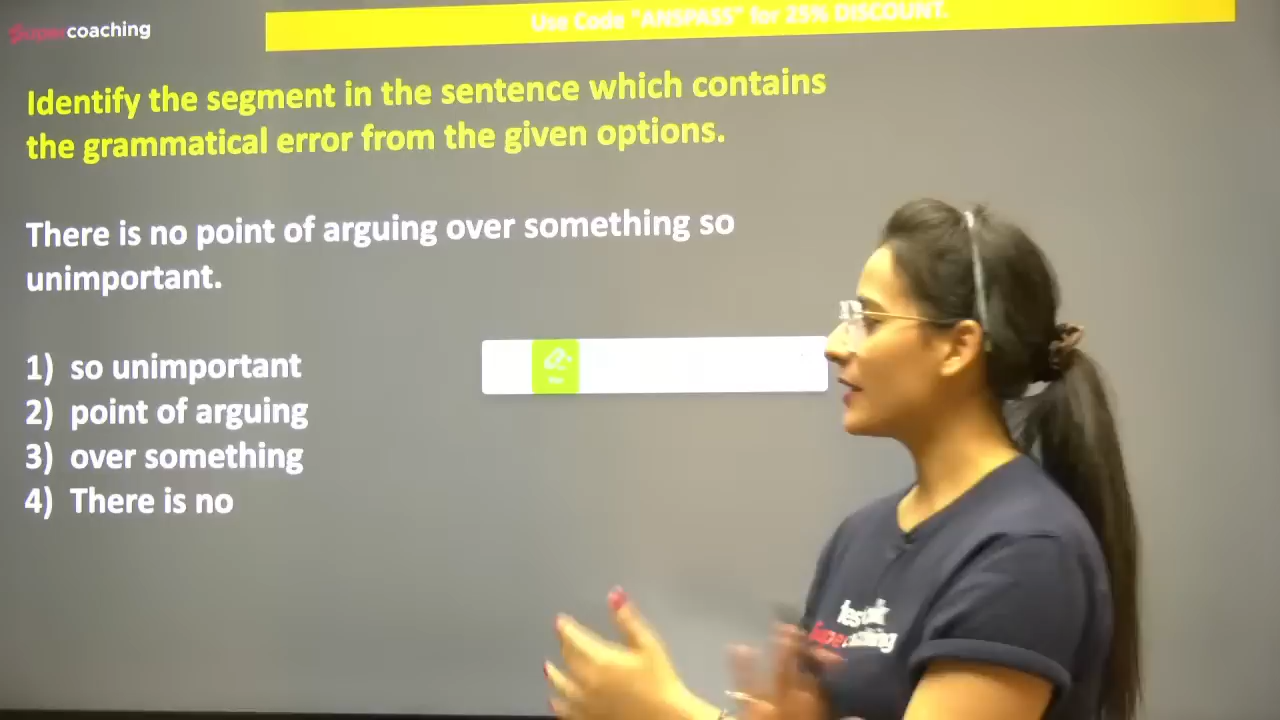 Supercoaching
Use Code "ANSPASS" for 25% DISCOUNT.
Identify the segment in the sentence which contains
the grammatical error from the given options.
There is no point of arguing over something so
unimportant.
1) so unimportant
2) point of arguing
3) over something
4) There is no
Supercoaching